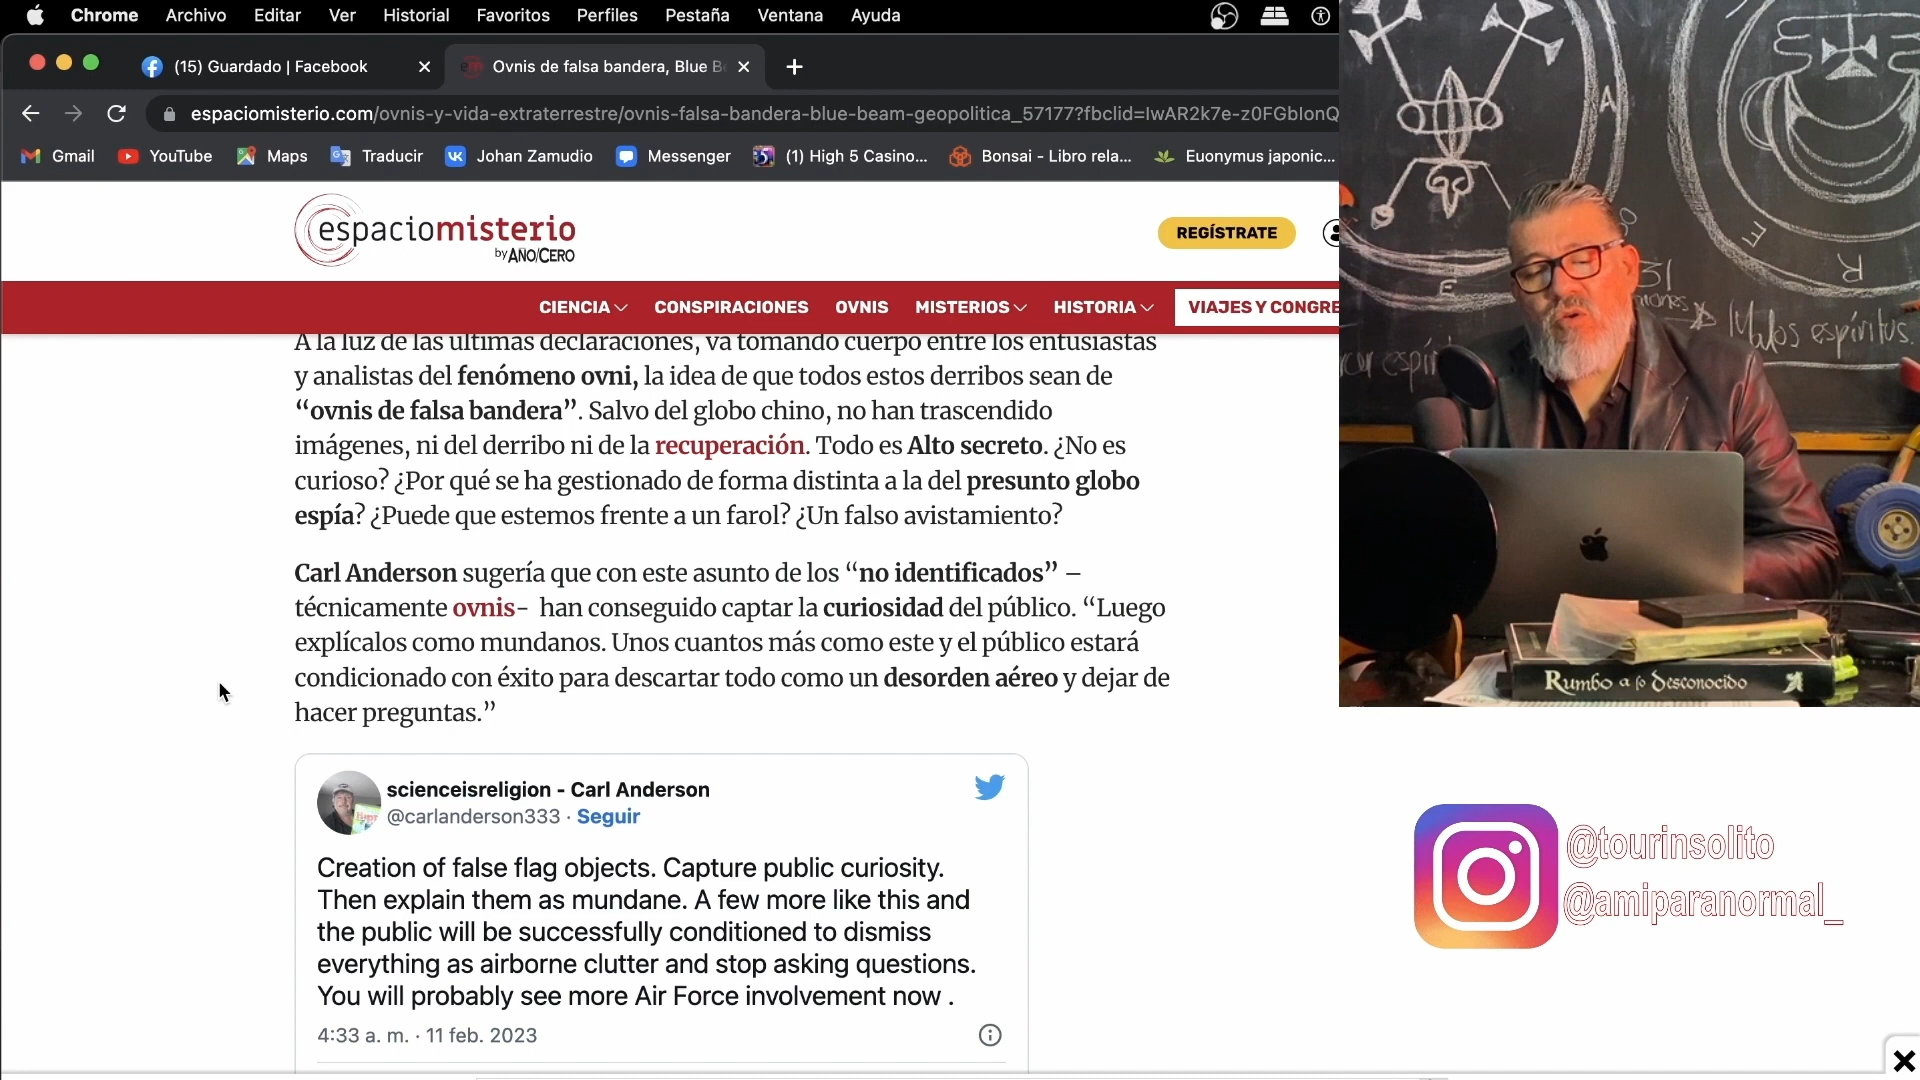 Chrome Archivo Editar Ver Historial Favoritos Perfiles Pestaña Ventana Ayuda
(15) Guardado | Facebook
Ovnis de falsa bandera, Blue B
espaciomisterio.com/ovnis-y-vida-extraterrestre/ovnis-falsa-bandera-blue-beam-geopolitica_57177?fbclid=IwAR2k7e-z0FGbIonQ
Gmail YouTube Maps Traducir Johan Zamudio Messenger (1) High 5 Casino... Bonsai - Libro rela... Euonymus japonic...
espaciomisterio
by AÑO/CERO
REGÍSTRATE
CIENCIA CONSPIRACIONES OVNIS MISTERIOS HISTORIA VIAJES Y CONGRE
A la luz de las últimas declaraciones, va tomando cuerpo entre los entusiastas
y analistas del fenómeno ovni, la idea de que todos estos derribos sean de
“ovnis de falsa bandera”. Salvo del globo chino, no han trascendido
imágenes, ni del derribo ni de la recuperación. Todo es Alto secreto. ¿No es
curioso? ¿Por qué se ha gestionado de forma distinta a la del presunto globo
espía? ¿Puede que estemos frente a un farol? ¿Un falso avistamiento?
Carl Anderson sugería que con este asunto de los “no identificados” –
técnicamente ovnis- han conseguido captar la curiosidad del público. “Luego
explícalos como mundanos. Unos cuantos más como este y el público estará
condicionado con éxito para descartar todo como un desorden aéreo y dejar de
hacer preguntas.”
scienceisreligion - Carl Anderson
@carlanderson333 · Seguir
Creation of false flag objects. Capture public curiosity.
Then explain them as mundane. A few more like this and
the public will be successfully conditioned to dismiss
everything as airborne clutter and stop asking questions.
You will probably see more Air Force involvement now .
4:33 a. m. · 11 feb. 2023
A
E
R
E
Malos espíritus.
Rumbo a lo desconocido
@tourinsolito
@amiparanormal_